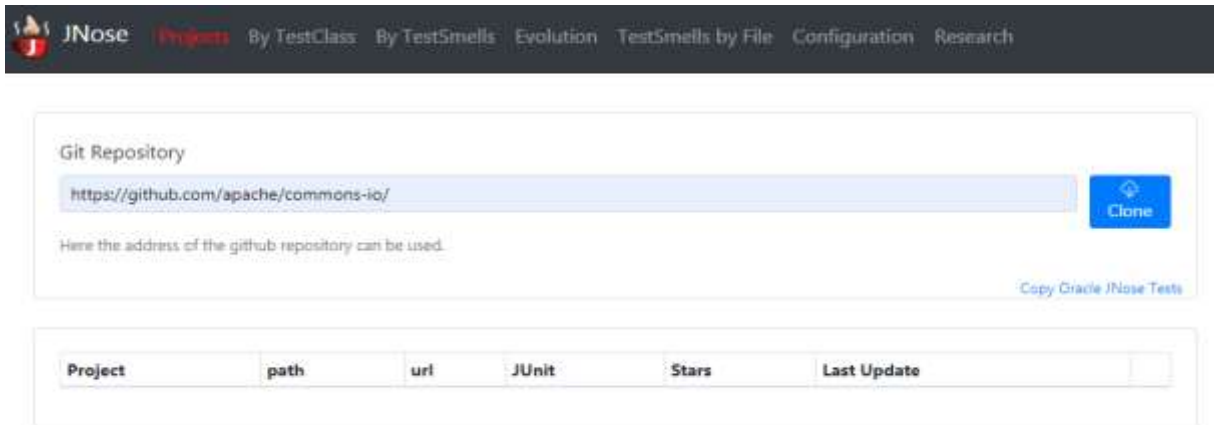 JNose Projects By TestClass By TestSmells Evolution TestSmells by File Configuration Research
Git Repository
https://github.com/apache/commons-io/
Clone
Here the address of the github repository can be used.
Copy Oracle JNose Tests
Project path url JUnit Stars Last Update